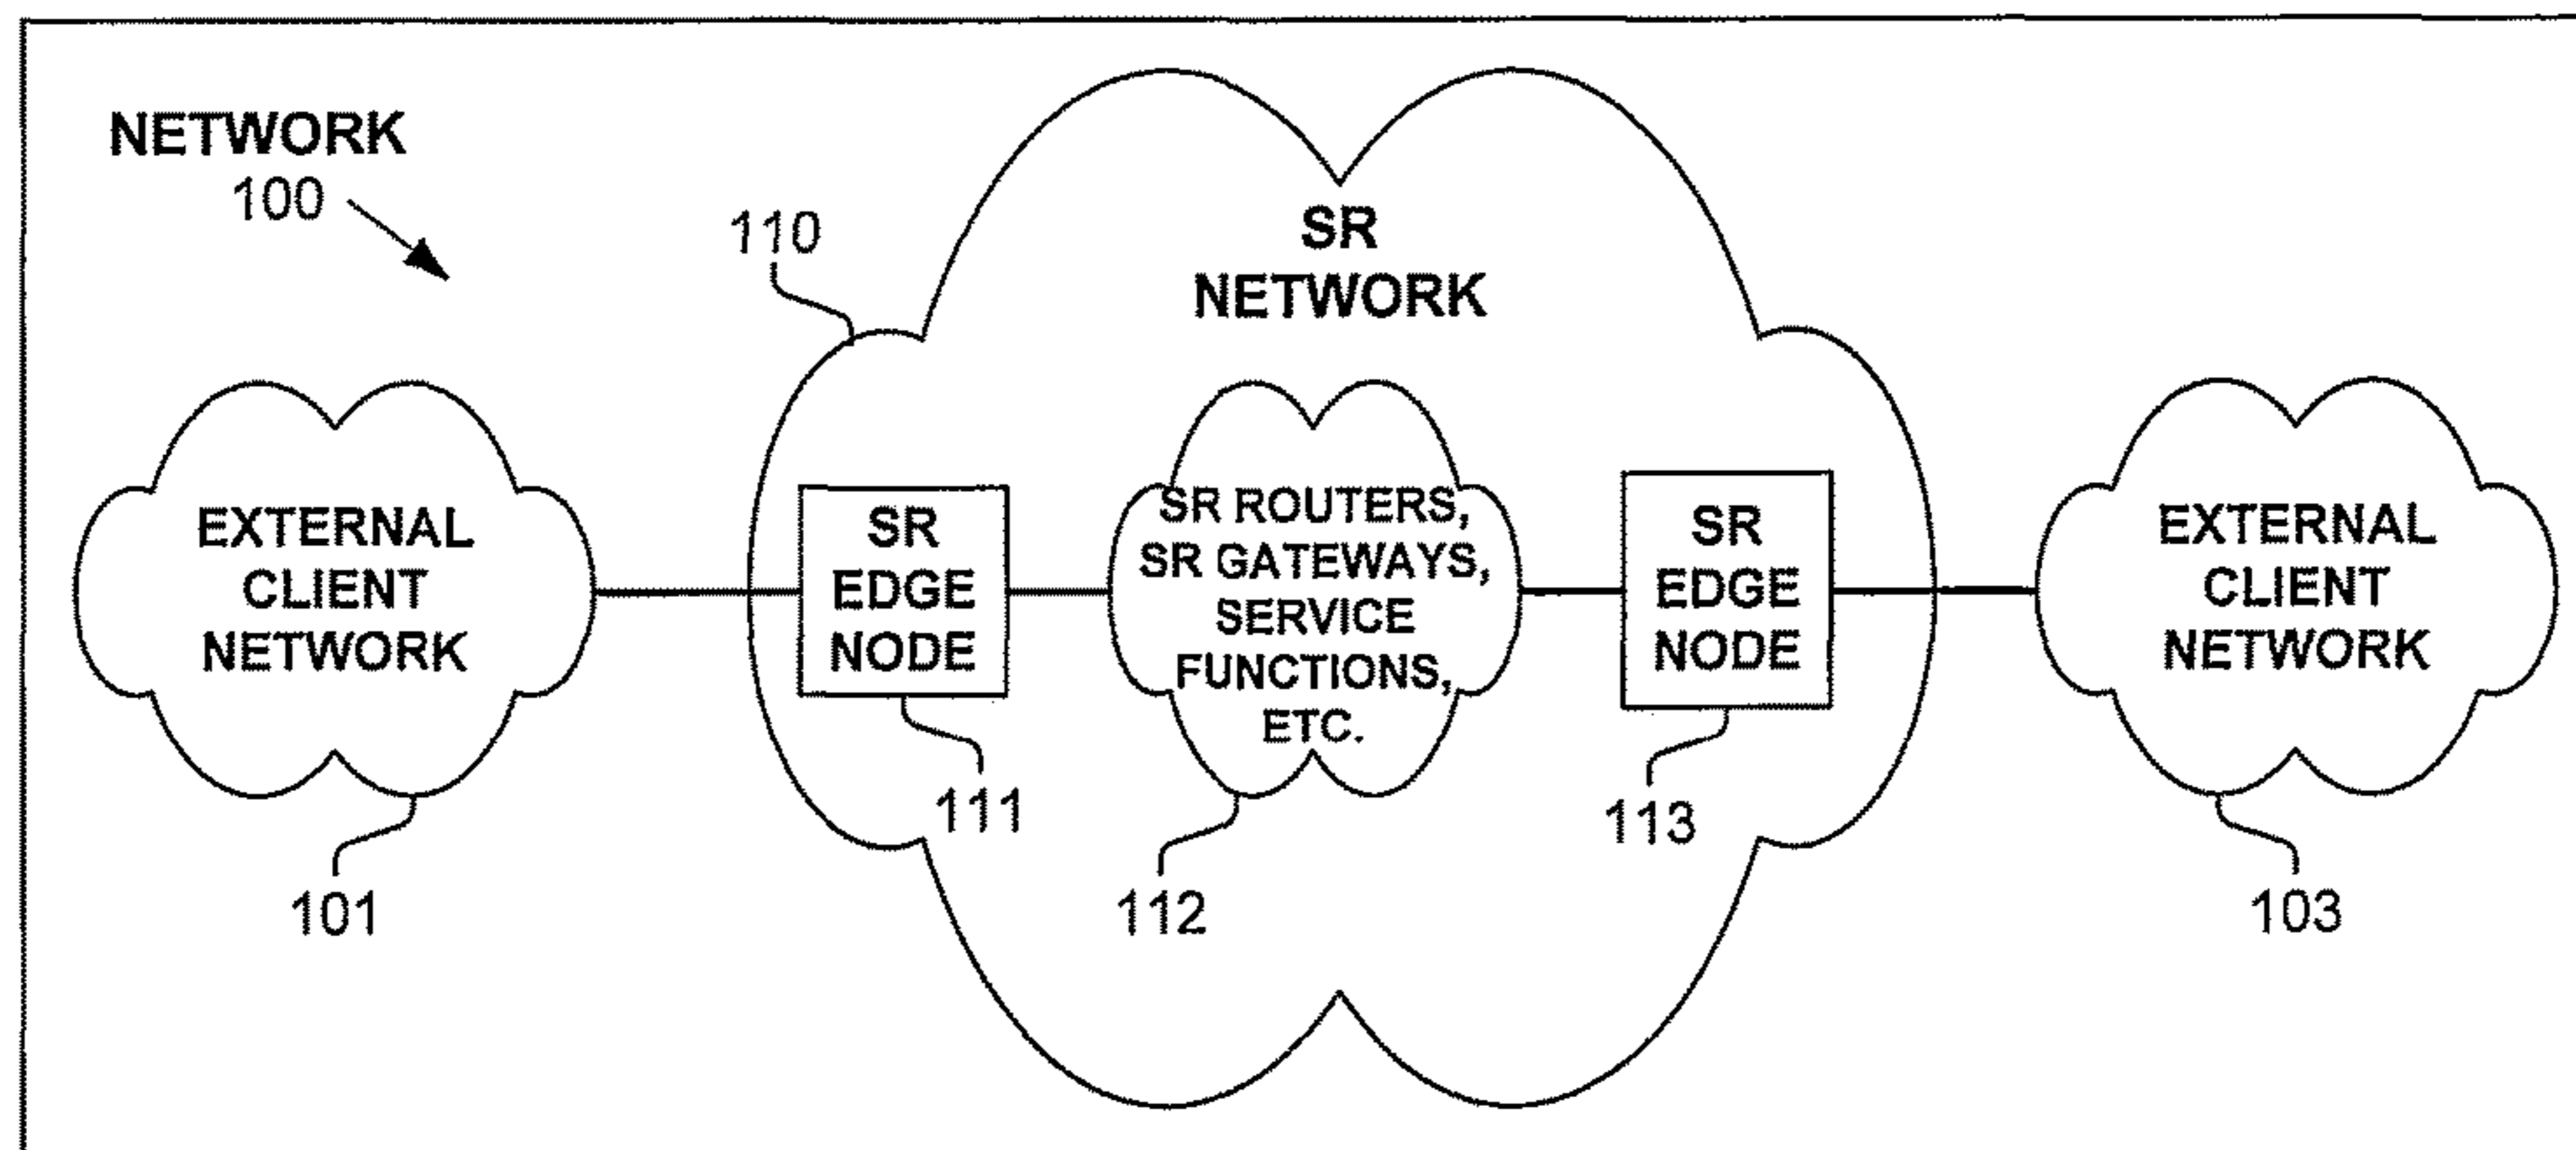 NETWORK
100
110
SR
NETWORK
EXTERNAL
CLIENT
NETWORK
101
SR
EDGE
NODE
111
SR ROUTERS,
SR GATEWAYS,
SERVICE
FUNCTIONS,
ETC.
112
SR
EDGE
NODE
113
EXTERNAL
CLIENT
NETWORK
103